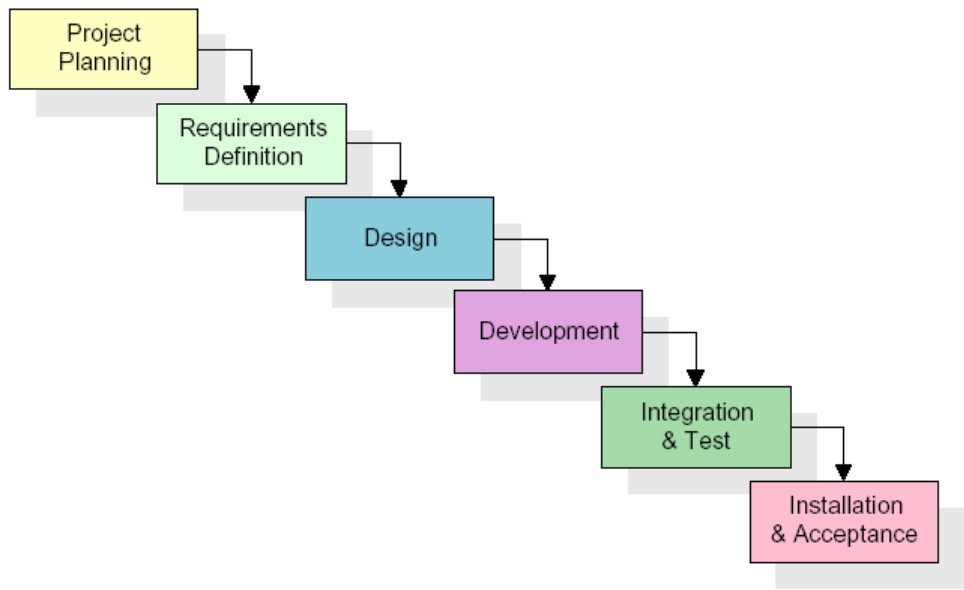 Project
Planning
Requirements
Definition
Design
Development
Integration
& Test
Installation
& Acceptance